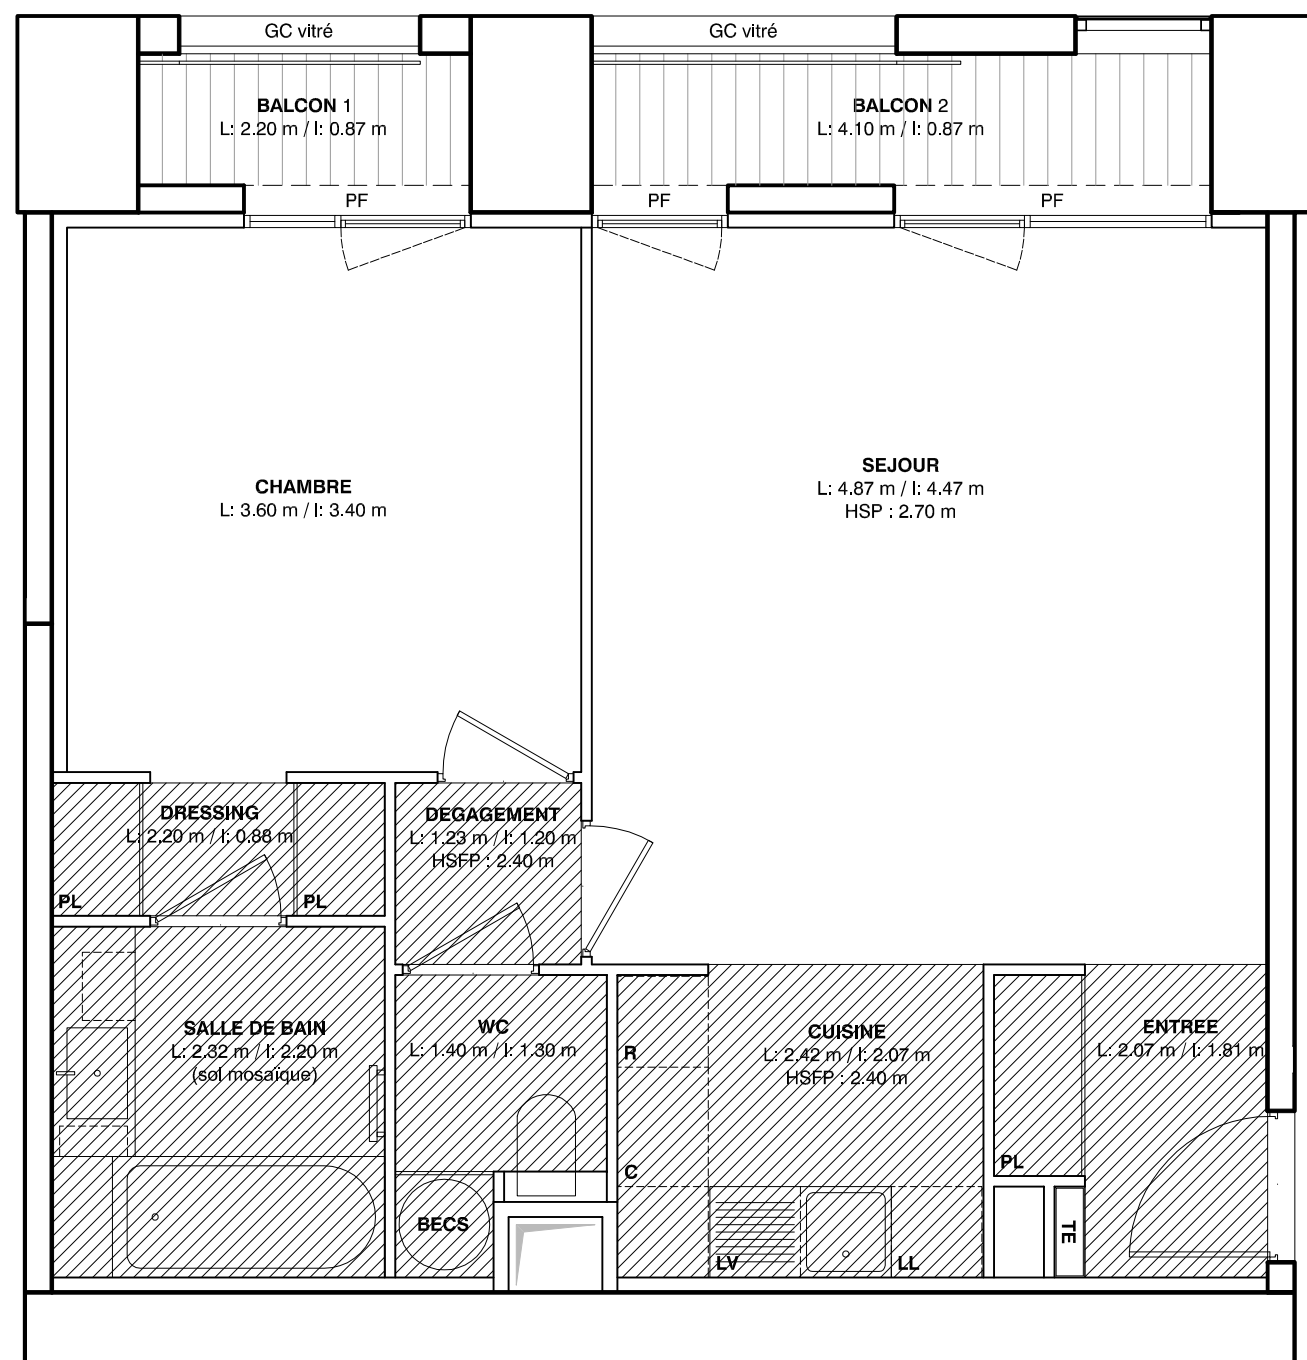 GC vitré
GC vitré
BALCON 1
L: 2.20 m / l: 0.87 m
BALCON 2
L: 4.10 m / l: 0.87 m
PF
PF
PF
CHAMBRE
L: 3.60 m / l: 3.40 m
SEJOUR
L: 4.87 m / l: 4.47 m
HSP : 2.70 m
DRESSING
L: 2.20 m / l: 0.88 m
PL
PL
DEGAGEMENT
L: 1.23 m / l: 1.20 m
HSFP : 2.40 m
SALLE DE BAIN
L: 2.32 m / l: 2.20 m
(sol mosaïque)
WC
L: 1.40 m / l: 1.30 m
BECS
R
C
CUISINE
L: 2.42 m / l: 2.07 m
HSFP : 2.40 m
LV
LL
ENTREE
L: 2.07 m / l: 1.81 m
PL
TE